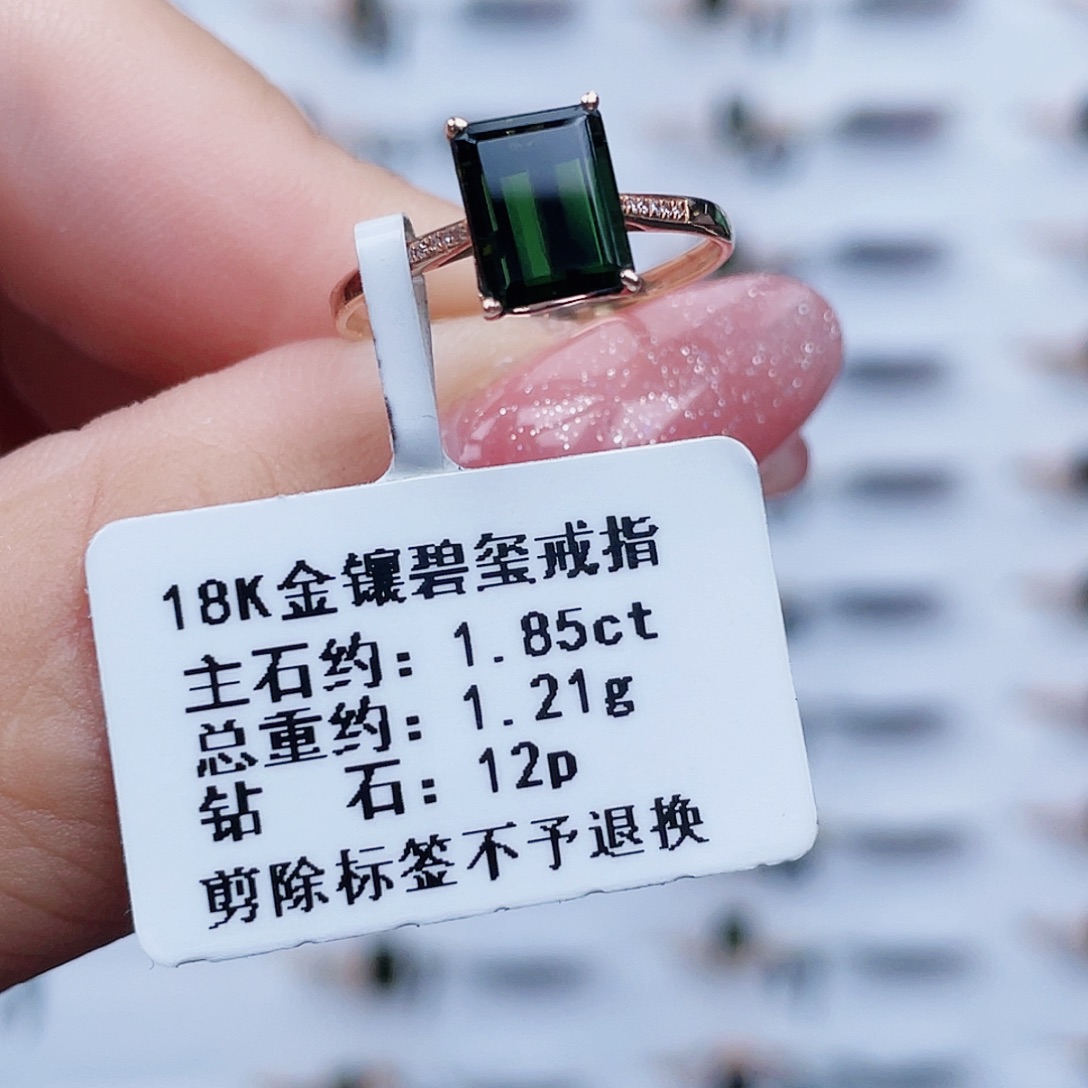 18K金镶碧玺戒指
主石约：1.85ct
总重约：1.21g
钻　石：12p
剪除标签不予退换